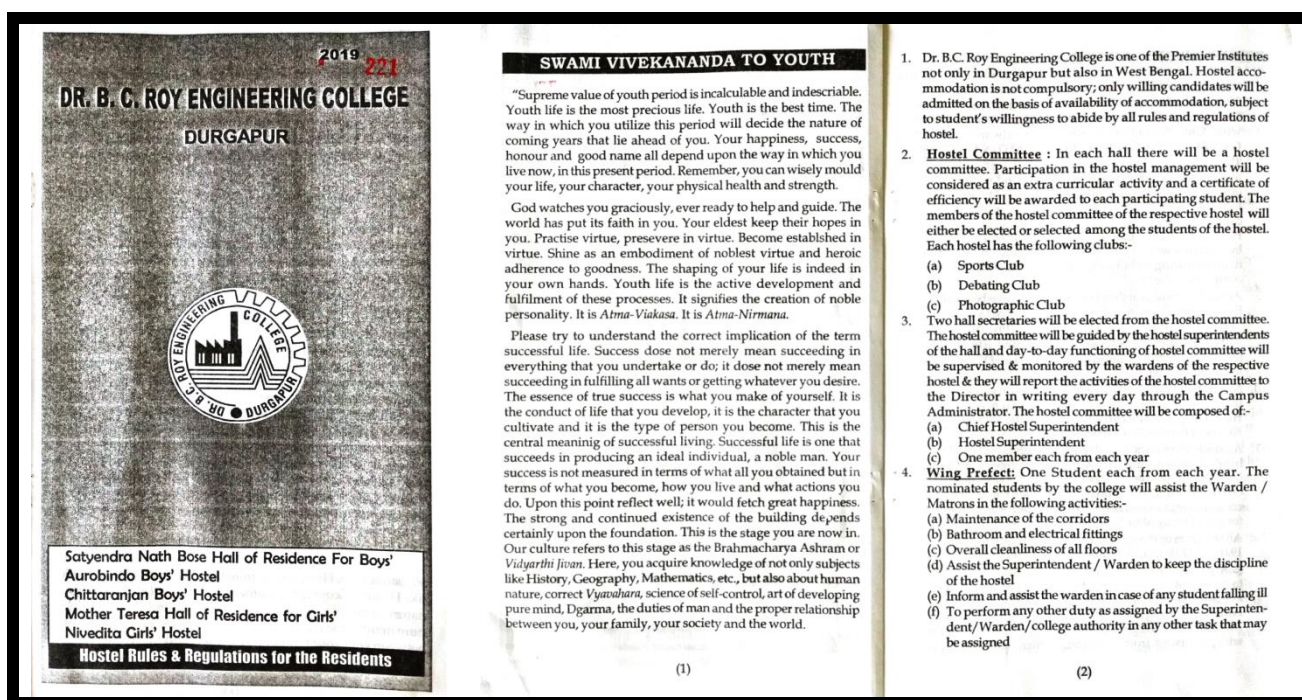 2019
221
DR. B. C. ROY ENGINEERING COLLEGE
DURGAPUR
DR. B. C. ROY ENGINEERING COLLEGE
DURGAPUR
Satyendra Nath Bose Hall of Residence For Boys'
Aurobindo Boys' Hostel
Chittaranjan Boys' Hostel
Mother Teresa Hall of Residence for Girls'
Nivedita Girls' Hostel
Hostel Rules & Regulations for the Residents
SWAMI VIVEKANANDA TO YOUTH
"Supreme value of youth period is incalculable and indescriable.
Youth life is the most precious life. Youth is the best time. The
way in which you utilize this period will decide the nature of
coming years that lie ahead of you. Your happiness, success,
honour and good name all depend upon the way in which you
live now, in this present period. Remember, you can wisely mould
your life, your character, your physical health and strength.
God watches you graciously, ever ready to help and guide. The
world has put its faith in you. Your eldest keep their hopes in
you. Practise virtue, presevere in virtue. Become establshed in
virtue. Shine as an embodiment of noblest virtue and heroic
adherence to goodness. The shaping of your life is indeed in
your own hands. Youth life is the active development and
fulfilment of these processes. It signifies the creation of noble
personality. It is Atma-Viakasa. It is Atma-Nirmana.
Please try to understand the correct implication of the term
successful life. Success dose not merely mean succeeding in
everything that you undertake or do; it dose not merely mean
succeeding in fulfilling all wants or getting whatever you desire.
The essence of true success is what you make of yourself. It is
the conduct of life that you develop, it is the character that you
cultivate and it is the type of person you become. This is the
central meaninig of successful living. Successful life is one that
succeeds in producing an ideal individual, a noble man. Your
success is not measured in terms of what all you obtained but in
terms of what you become, how you live and what actions you
do. Upon this point reflect well; it would fetch great happiness.
The strong and continued existence of the building depends
certainly upon the foundation. This is the stage you are now in.
Our culture refers to this stage as the Brahmacharya Ashram or
Vidyarthi Jivan. Here, you acquire knowledge of not only subjects
like History, Geography, Mathematics, etc., but also about human
nature, correct Vyavahara, science of self-control, art of developing
pure mind, Dgarma, the duties of man and the proper relationship
between you, your family, your society and the world.
(1)
1. Dr. B.C. Roy Engineering College is one of the Premier Institutes
not only in Durgapur but also in West Bengal. Hostel acco-
mmodation is not compulsory; only willing candidates will be
admitted on the basis of availability of accommodation, subject
to student's willingness to abide by all rules and regulations of
hostel.
2. Hostel Committee : In each hall there will be a hostel
committee. Participation in the hostel management will be
considered as an extra curricular activity and a certificate of
efficiency will be awarded to each participating student. The
members of the hostel committee of the respective hostel will
either be elected or selected among the students of the hostel.
Each hostel has the following clubs:-
(a) Sports Club
(b) Debating Club
(c) Photographic Club
3. Two hall secretaries will be elected from the hostel committee.
The hostel committee will be guided by the hostel superintendents
of the hall and day-to-day functioning of hostel committee will
be supervised & monitored by the wardens of the respective
hostel & they will report the activities of the hostel committee to
the Director in writing every day through the Campus
Administrator. The hostel committee will be composed of:-
(a) Chief Hostel Superintendent
(b) Hostel Superintendent
(c) One member each from each year
4. Wing Prefect: One Student each from each year. The
nominated students by the college will assist the Warden /
Matrons in the following activities:-
(a) Maintenance of the corridors
(b) Bathroom and electrical fittings
(c) Overall cleanliness of all floors
(d) Assist the Superintendent / Warden to keep the discipline
of the hostel
(e) Inform and assist the warden in case of any student falling ill
(f) To perform any other duty as assigned by the Superinten-
dent/Warden/college authority in any other task that may
be assigned
(2)